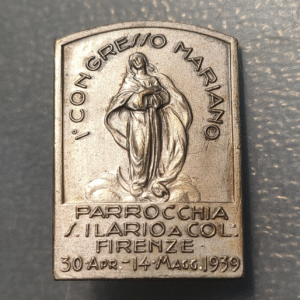 I° CONGRESSO MARIANO
PARROCCHIA
S. ILARIO A COL:
FIRENZE
30·APR·-14·MAGG.1939